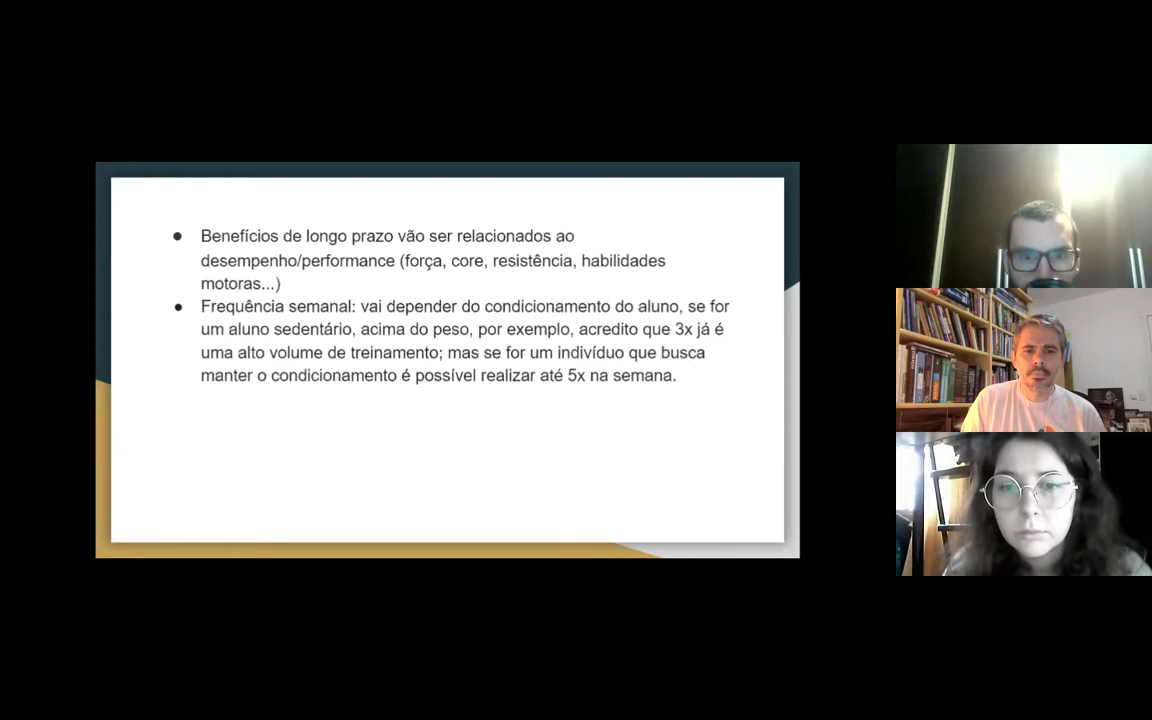 ● Benefícios de longo prazo vão ser relacionados ao
desempenho/performance (força, core, resistência, habilidades
motoras...)
● Frequência semanal: vai depender do condicionamento do aluno, se for
um aluno sedentário, acima do peso, por exemplo, acredito que 3x já é
uma alto volume de treinamento; mas se for um indivíduo que busca
manter o condicionamento é possível realizar até 5x na semana.